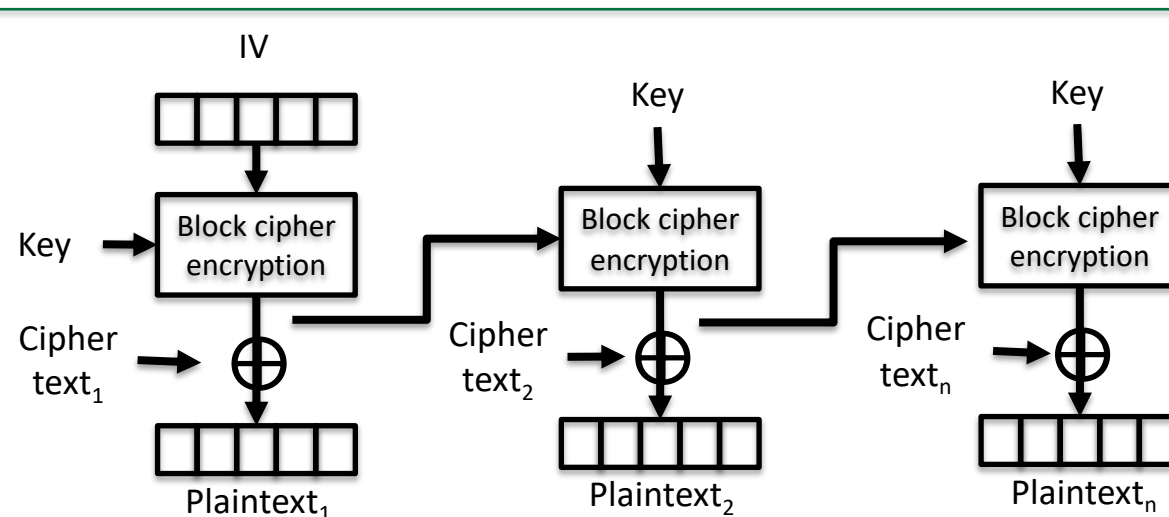 IV
Key
Key
Block cipher
encryption
Key
Block cipher
encryption
Block cipher
encryption
Cipher
text₁
Cipher
text₂
Cipher
textₙ
Plaintext₁
Plaintext₂
Plaintextₙ